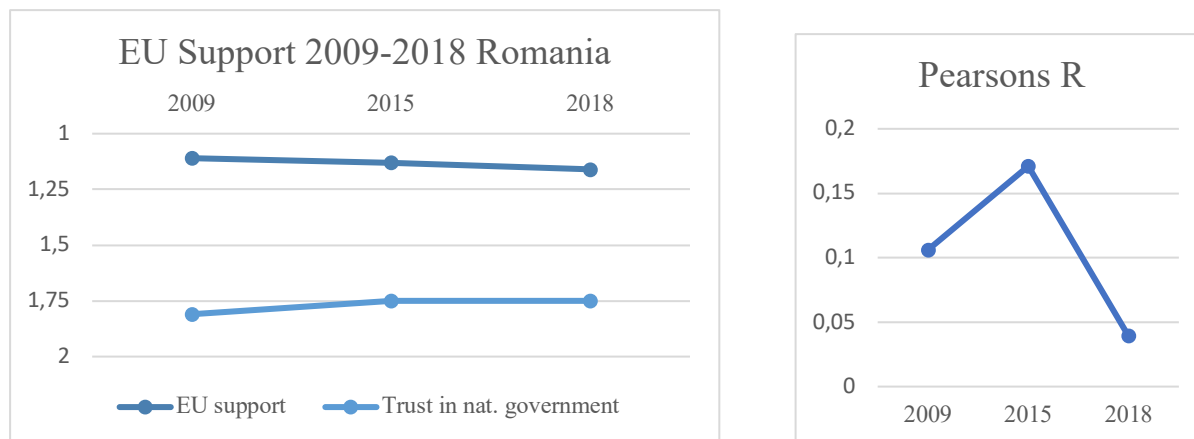 EU Support 2009-2018 Romania
2009 2015 2018
1
1,25
1,5
1,75
2
EU support Trust in nat. government
Pearsons R
0,2
0,15
0,1
0,05
0
2009 2015 2018